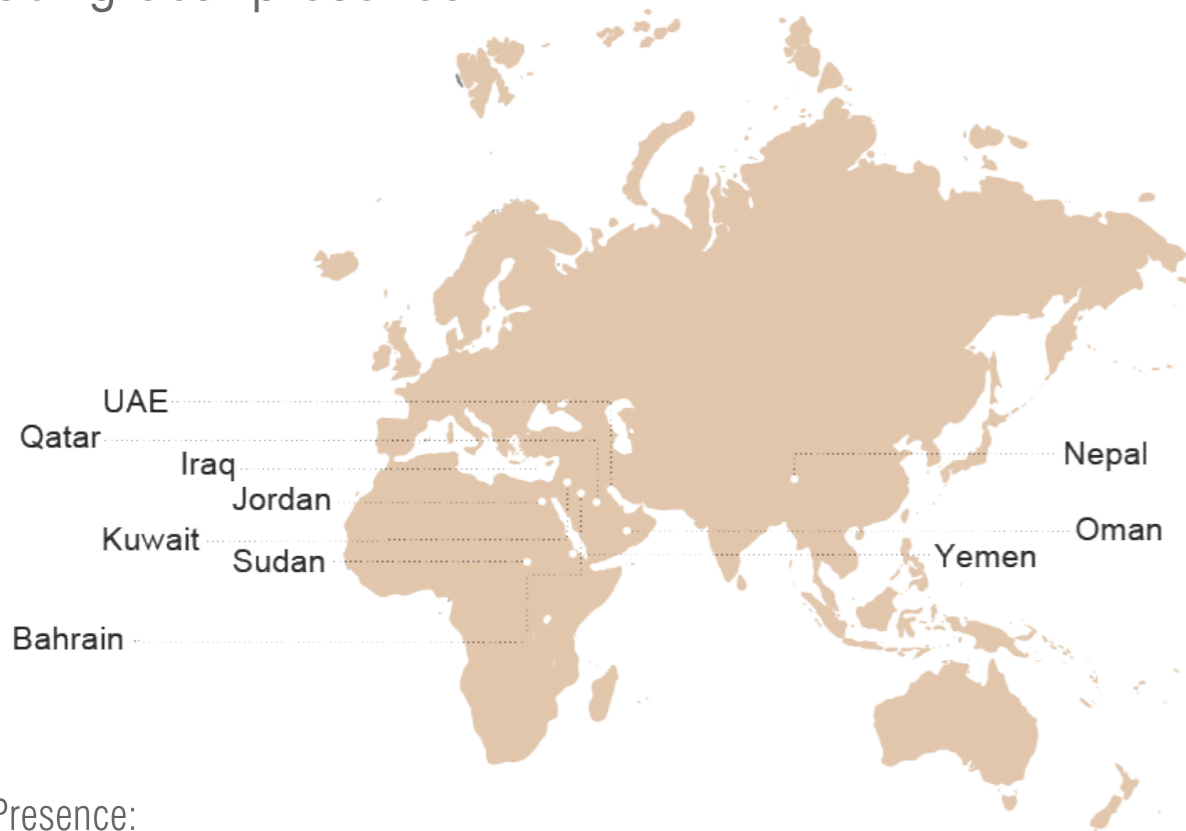 UAE
Qatar
Iraq
Jordan
Kuwait
Sudan
Bahrain
Nepal
Oman
Yemen
Presence: